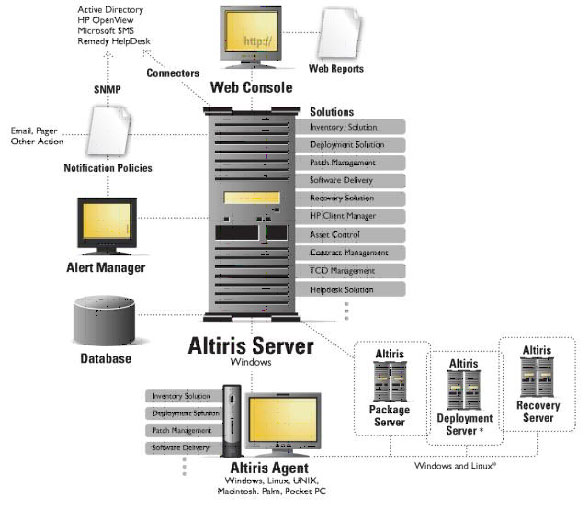 Active Directory
HP OpenView
Microsoft SMS
Remedy HelpDesk
Connectors
http://
Web Reports
Web Console
SNMP
Email, Pager
Other Action
Notification Policies
Alert Manager
Database
Solutions
Inventory Solution
Deployment Solution
Patch Management
Software Delivery
Recovery Solution
HP Client Manager
Asset Control
Contract Management
TCD Management
Helpdesk Solution
Altiris Server
Windows
Altiris
Package
Server
Altiris
Deployment
Server *
Altiris
Recovery
Server
Windows and Linux*
Inventory Solution
Deployment Solution
Patch Management
Software Delivery
Altiris Agent
Windows, Linux, UNIX,
Macintosh, Palm, Pocket PC